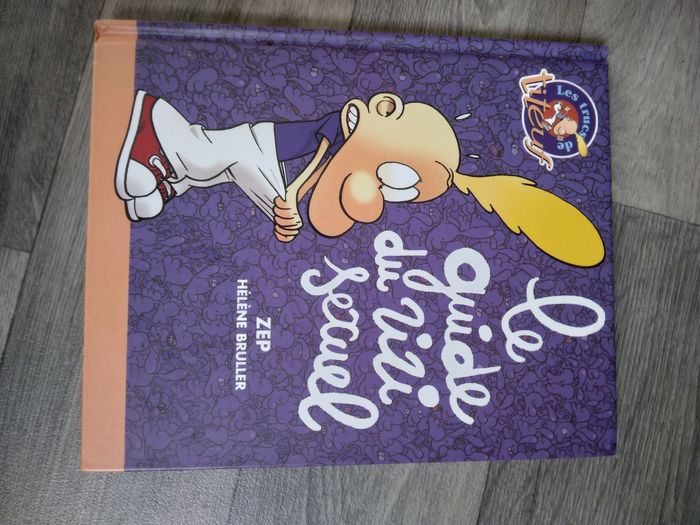 Les trucs de
titeuf
le
guide
du zizi
sexuel
ZEP
HÉLÈNE BRULLER